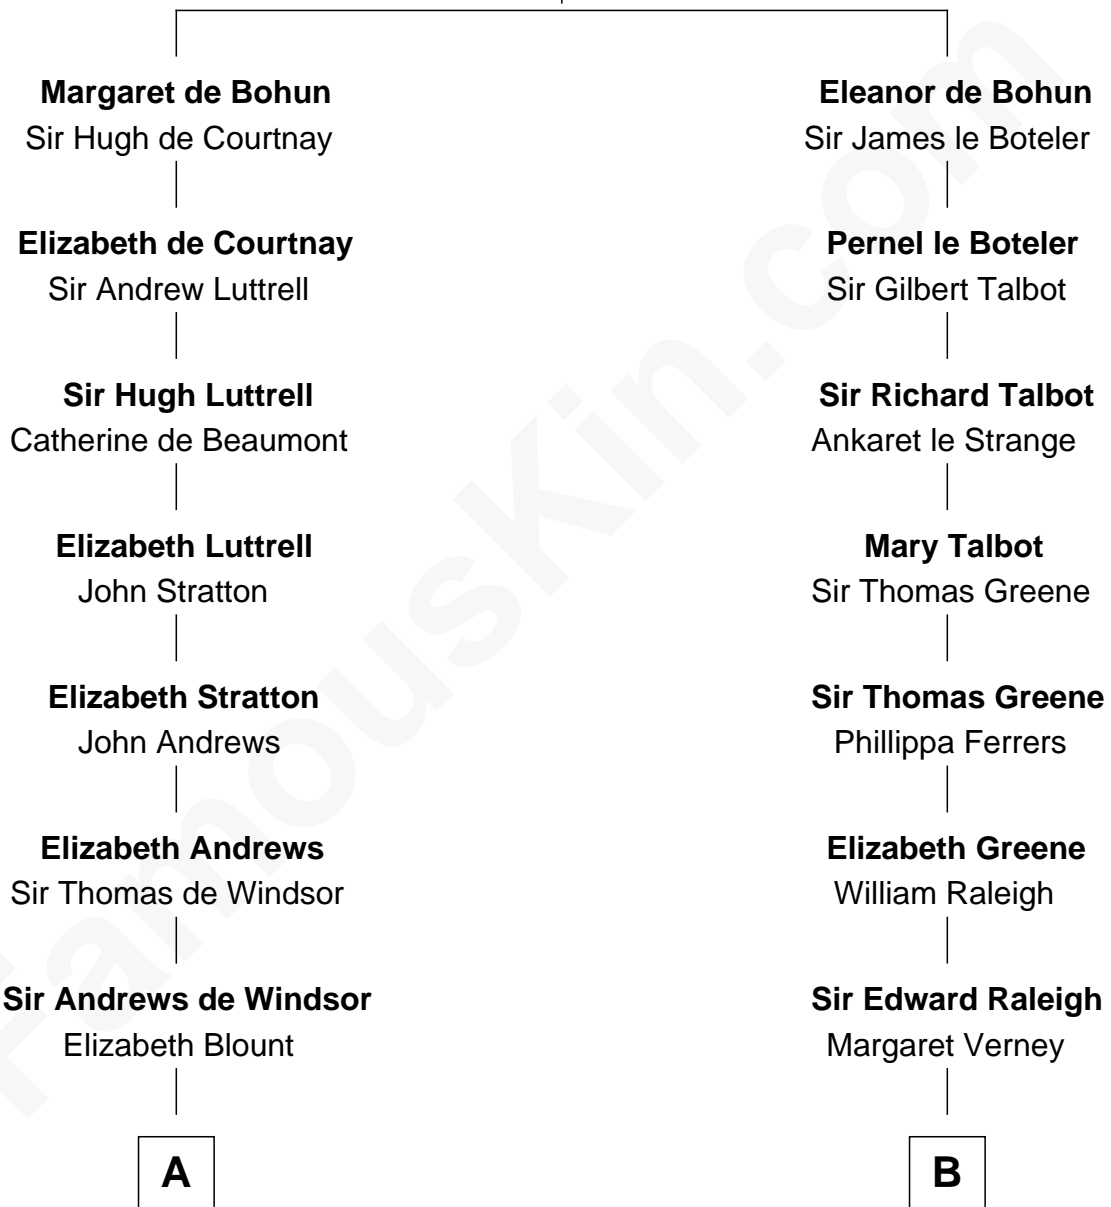 Margaret de Bohun
Sir Hugh de Courtnay
Elizabeth de Courtnay
Sir Andrew Luttrell
Sir Hugh Luttrell
Catherine de Beaumont
Elizabeth Luttrell
John Stratton
Elizabeth Stratton
John Andrews
Elizabeth Andrews
Sir Thomas de Windsor
Sir Andrews de Windsor
Elizabeth Blount
A
Eleanor de Bohun
Sir James le Boteler
Pernel le Boteler
Sir Gilbert Talbot
Sir Richard Talbot
Ankaret le Strange
Mary Talbot
Sir Thomas Greene
Sir Thomas Greene
Phillippa Ferrers
Elizabeth Greene
William Raleigh
Sir Edward Raleigh
Margaret Verney
B
FamousKin.com